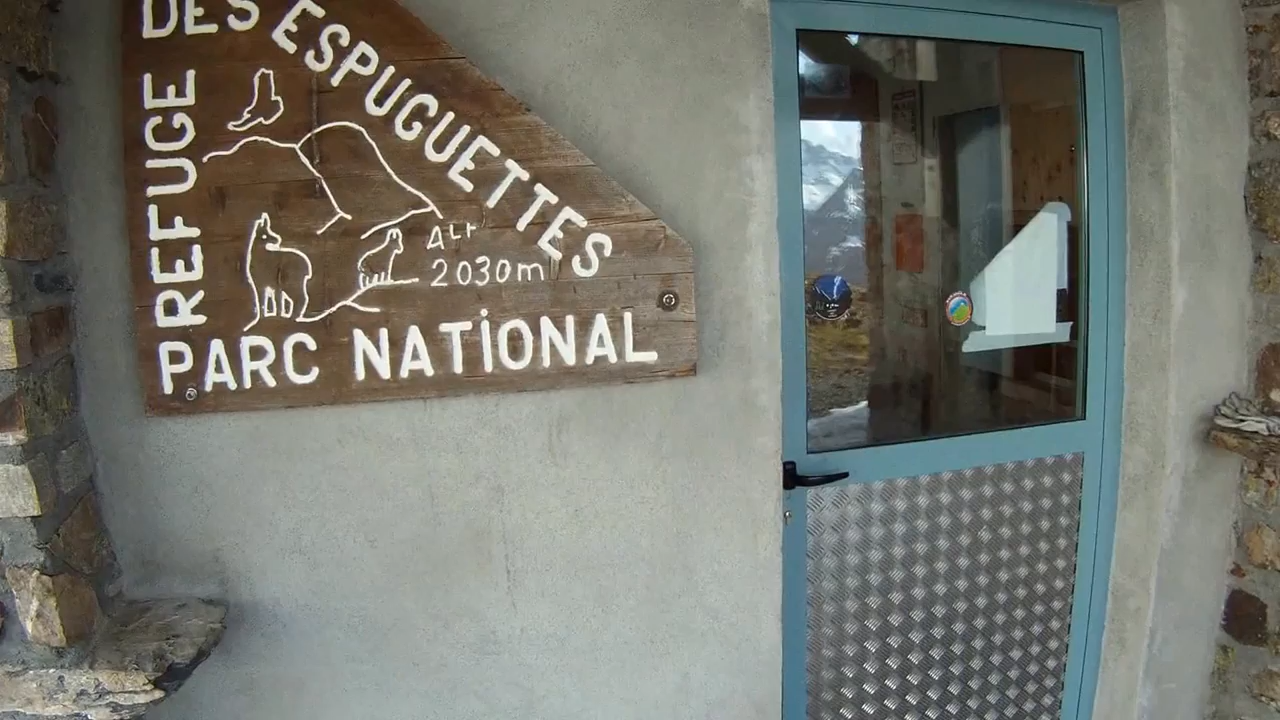 REFUGE
DES ESPUGUETTES
ALT
2030m
PARC NATIONAL